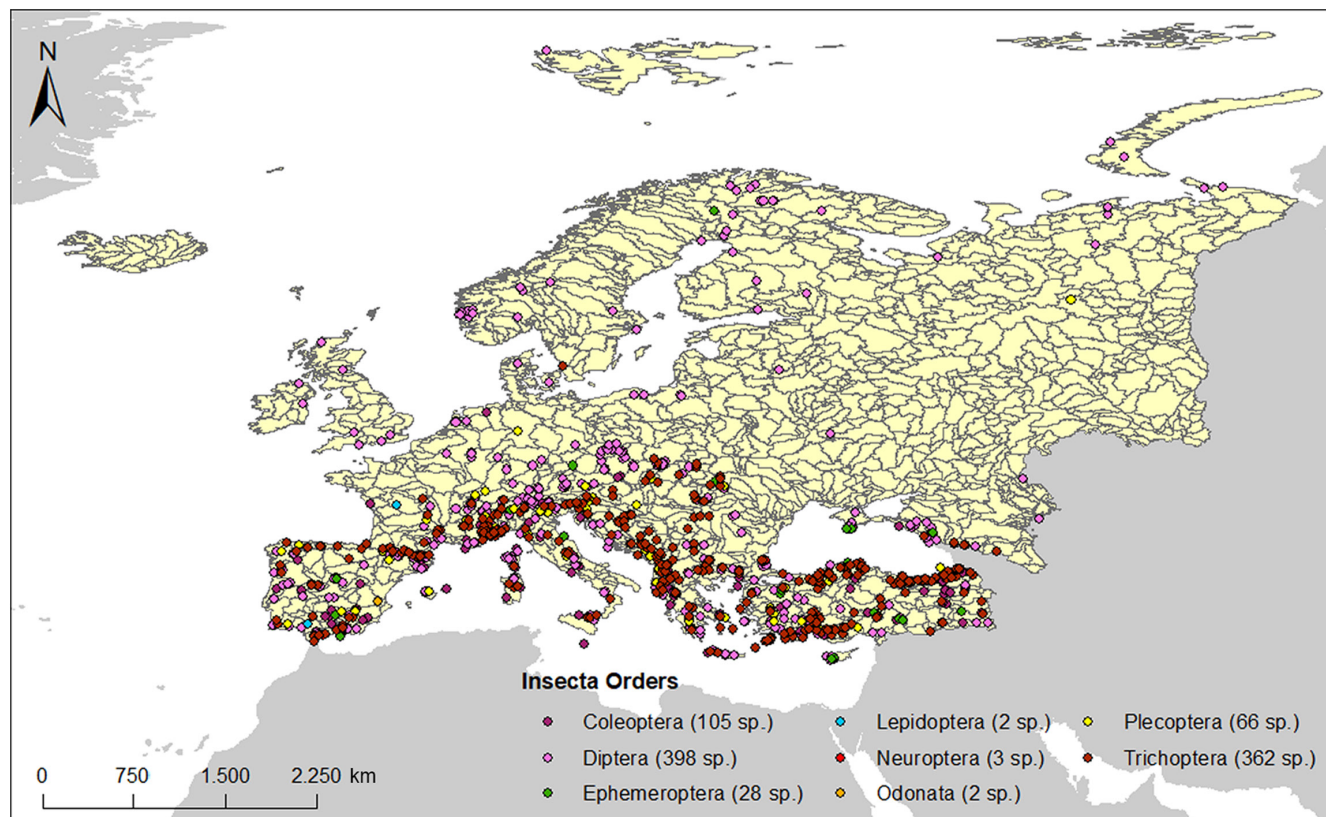 N
Insecta Orders
Coleoptera (105 sp.)
Diptera (398 sp.)
Ephemeroptera (28 sp.)
Lepidoptera (2 sp.)
Neuroptera (3 sp.)
Odonata (2 sp.)
Plecoptera (66 sp.)
Trichoptera (362 sp.)
0 750 1.500 2.250 km